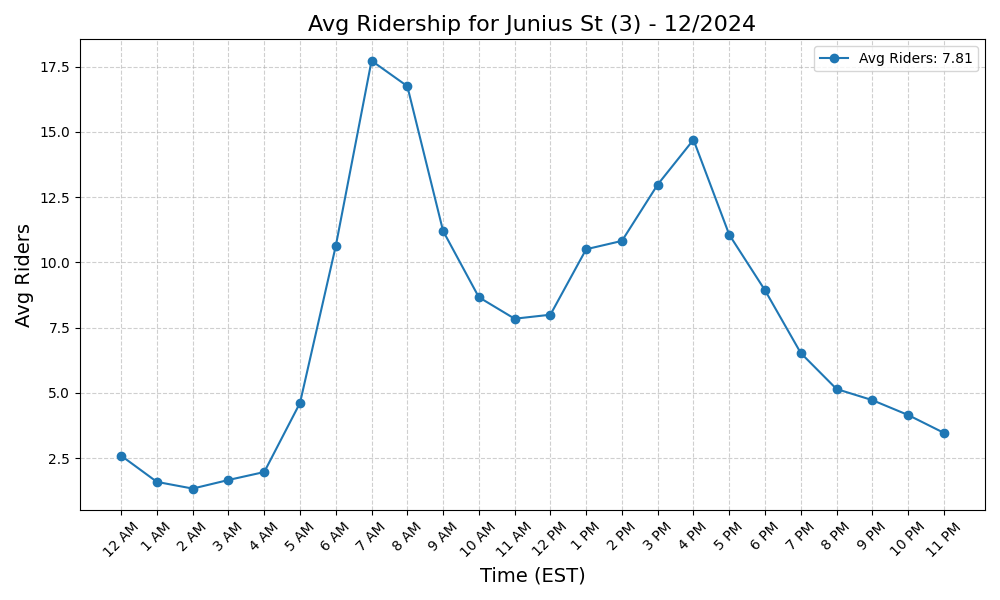 Avg Ridership for Junius St (3) - 12/2024
Avg Riders: 7.81
Avg Riders
17.5
15.0
12.5
10.0
7.5
5.0
2.5
12 AM
1 AM
2 AM
3 AM
4 AM
5 AM
6 AM
7 AM
8 AM
9 AM
10 AM
11 AM
12 PM
1 PM
2 PM
3 PM
4 PM
5 PM
6 PM
7 PM
8 PM
9 PM
10 PM
11 PM
Time (EST)